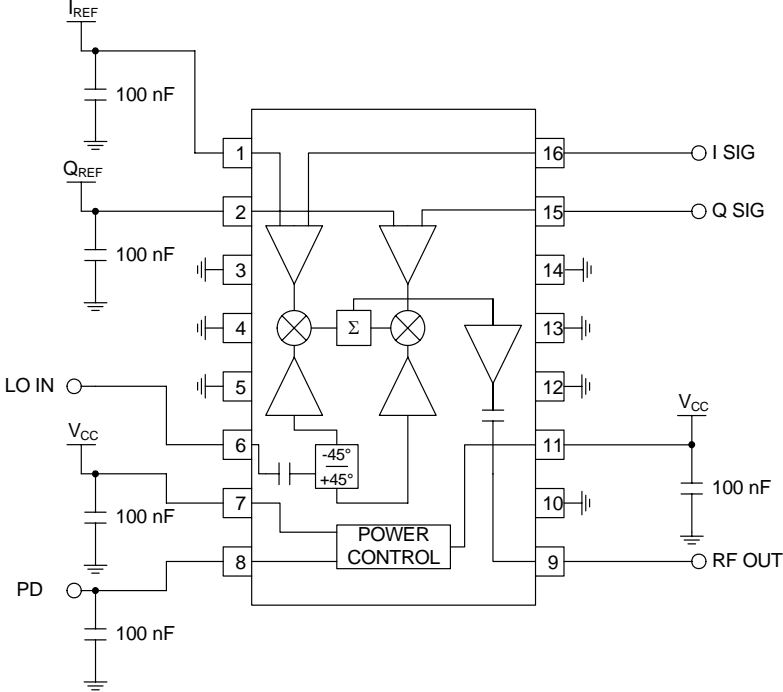 IREF
100 nF
1
16
I SIG
QREF
2
15
Q SIG
100 nF
3
14
4
Σ
13
LO IN
5
12
VCC
6
-45°
+45°
11
VCC
100 nF
7
10
100 nF
POWER
CONTROL
PD
8
9
RF OUT
100 nF